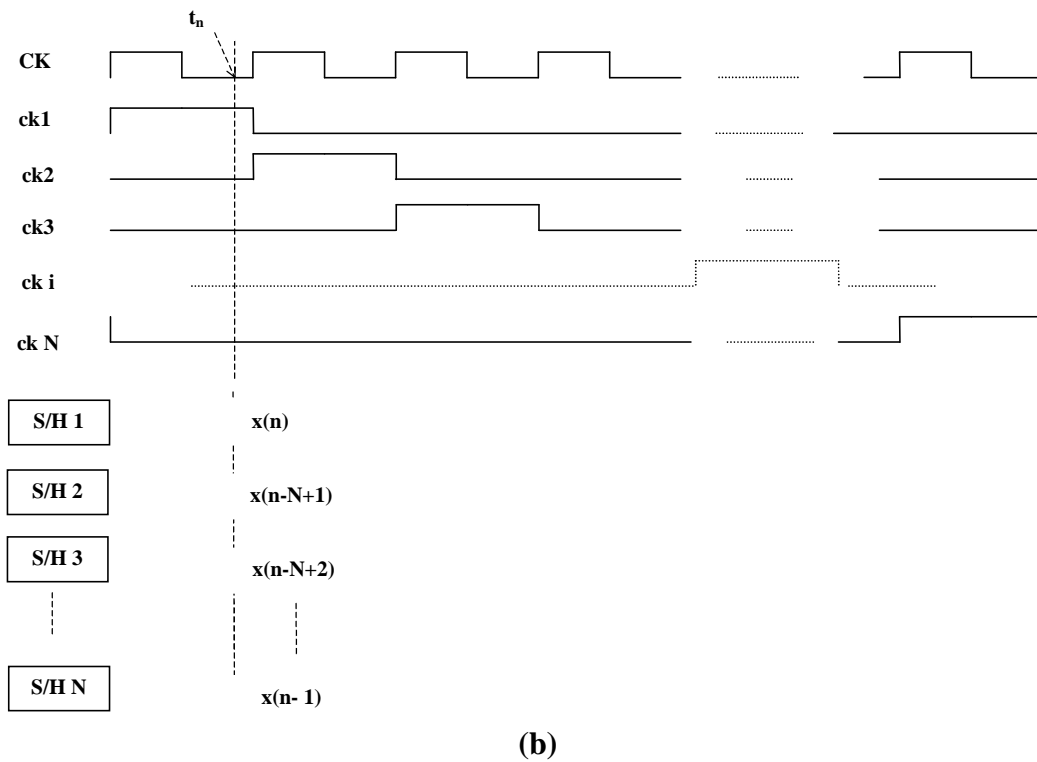 tn
CK
ck1
ck2
ck3
ck i
ck N
S/H 1 x(n)
S/H 2 x(n-N+1)
S/H 3 x(n-N+2)
S/H N x(n- 1)
(b)